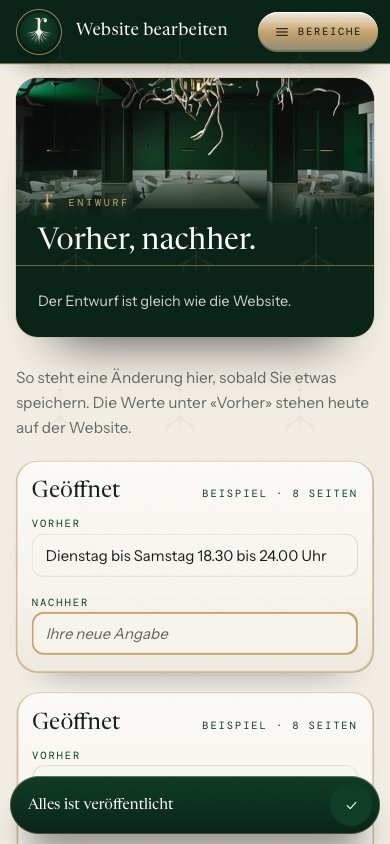 r
Website bearbeiten
BEREICHE
ENTWURF
Vorher, nachher.
Der Entwurf ist gleich wie die Website.
So steht eine Änderung hier, sobald Sie etwas
speichern. Die Werte unter «Vorher» stehen heute
auf der Website.
Geöffnet
BEISPIEL · 8 SEITEN
VORHER
Dienstag bis Samstag 18.30 bis 24.00 Uhr
NACHHER
Ihre neue Angabe
Geöffnet
BEISPIEL · 8 SEITEN
VORHER
Alles ist veröffentlicht